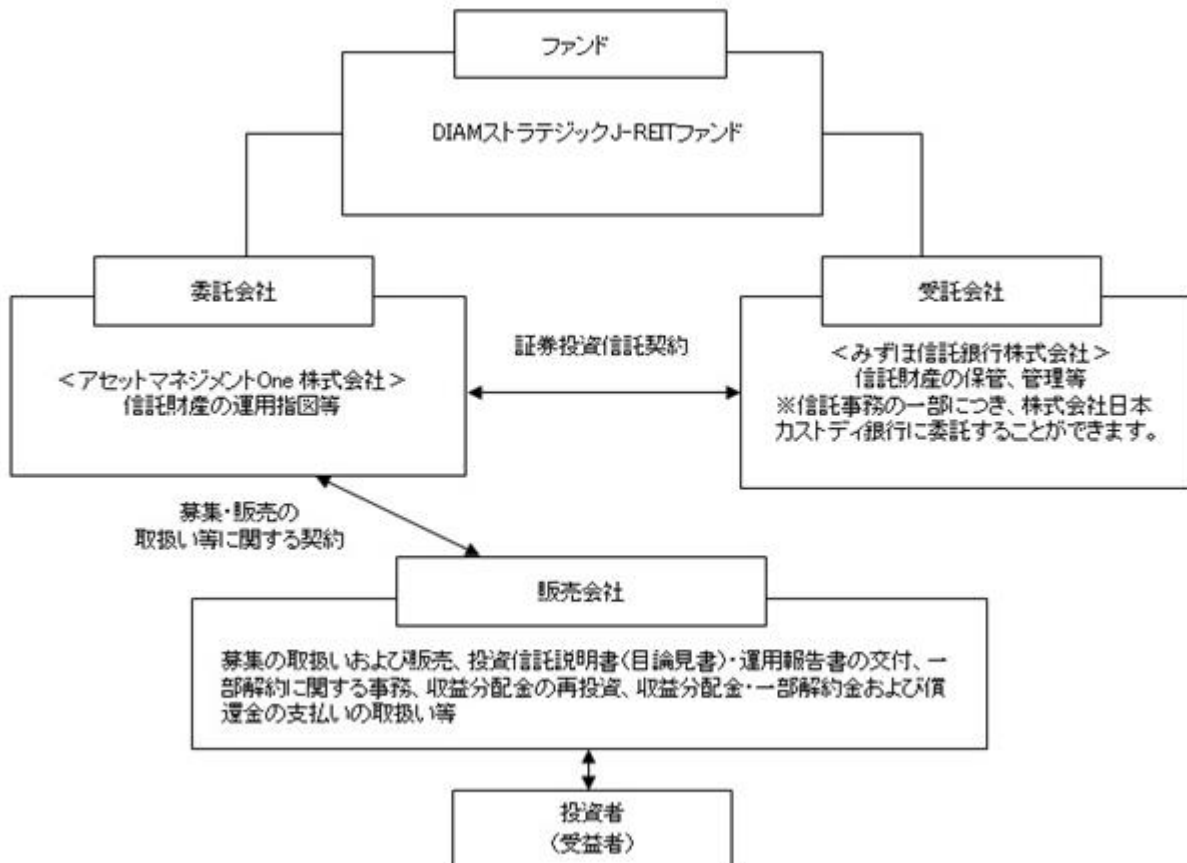 ファンド
DIAMストラテジックJ-REITファンド
委託会社
受託会社
<アセットマネジメントOne 株式会社>
信託財産の運用指図等
証券投資信託契約
<みずほ信託銀行株式会社>
信託財産の保管、管理等
※信託事務の一部につき、株式会社日本
カストディ銀行に委託することができます。
募集・販売の
取扱い等に関する契約
販売会社
募集の取扱いおよび販売、投資信託説明書(目論見書)・運用報告書の交付、一
部解約に関する事務、収益分配金の再投資、収益分配金・一部解約金および償
還金の支払いの取扱い等
投資者
(受益者)